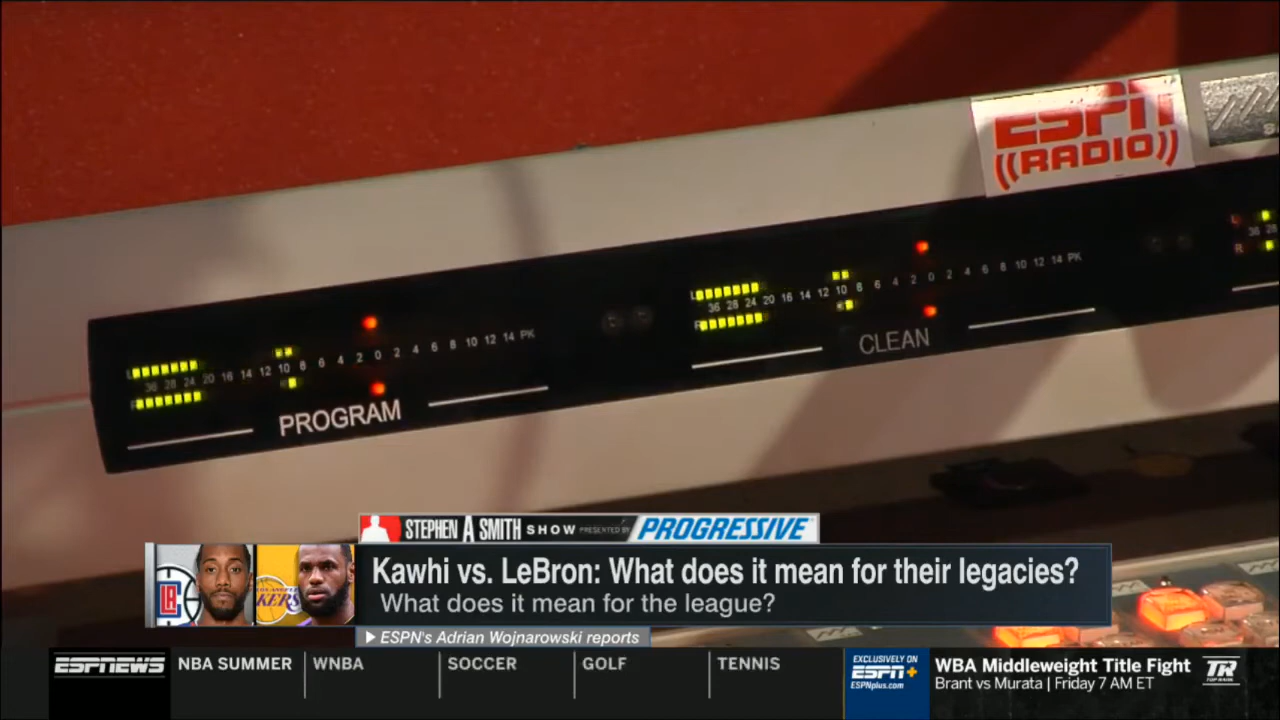 ESPN
RADIO
L
36 28 24 20 16 14 12 10 8 6 4 2 0 2 4 6 8 10 12 14 PK
R
CLEAN
L
36 28
R
36 28 24 20 16 14 12 10 8 6 4 2 0 2 4 6 8 10 12 14 PK
PROGRAM
STEPHEN A SMITH SHOW PRESENTED BY PROGRESSIVE
Kawhi vs. LeBron: What does it mean for their legacies?
What does it mean for the league?
ESPN's Adrian Wojnarowski reports
ESPNEWS NBA SUMMER WNBA SOCCER GOLF TENNIS
EXCLUSIVELY ON
ESPN+
ESPNplus.com
WBA Middleweight Title Fight
Brant vs Murata | Friday 7 AM ET
TR
TOP RANK